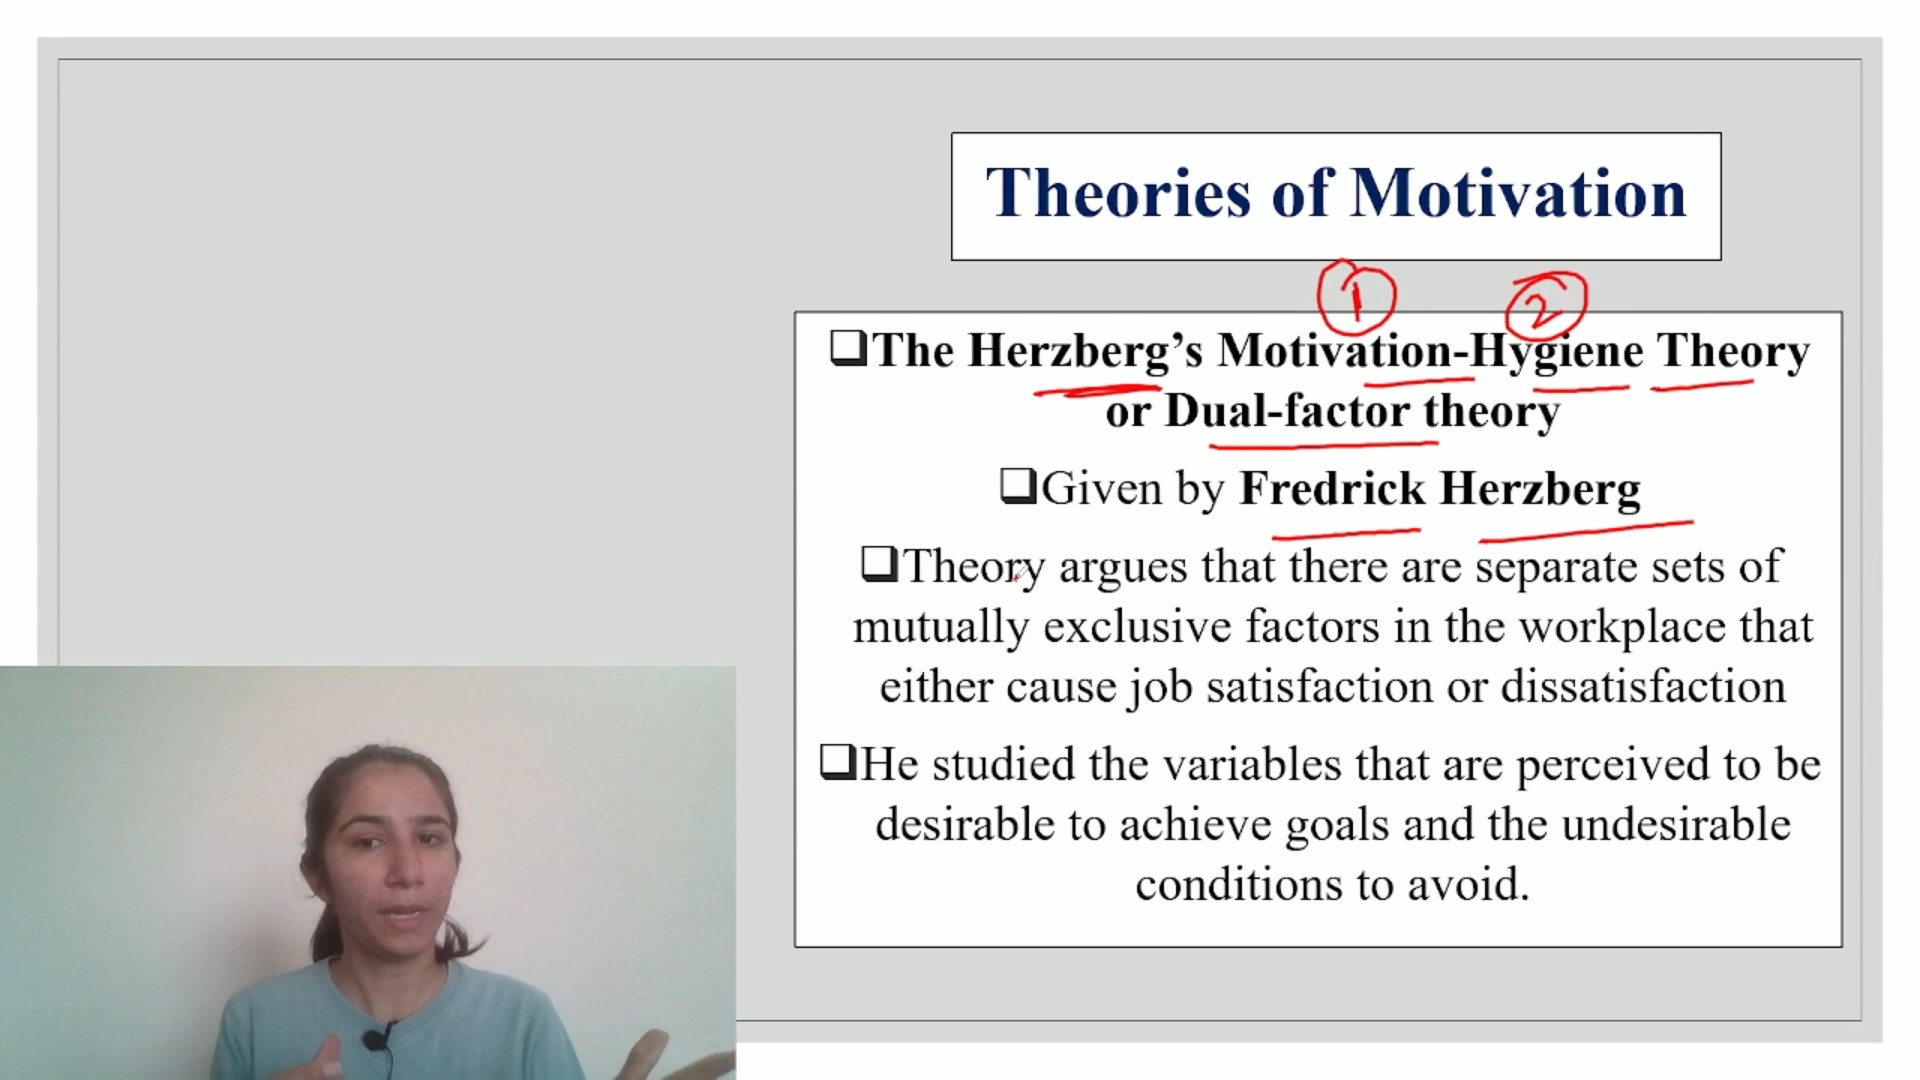 Theories of Motivation
1 2
❑The Herzberg’s Motivation-Hygiene Theory
or Dual-factor theory
❑Given by Fredrick Herzberg
❑Theory argues that there are separate sets of
mutually exclusive factors in the workplace that
either cause job satisfaction or dissatisfaction
❑He studied the variables that are perceived to be
desirable to achieve goals and the undesirable
conditions to avoid.